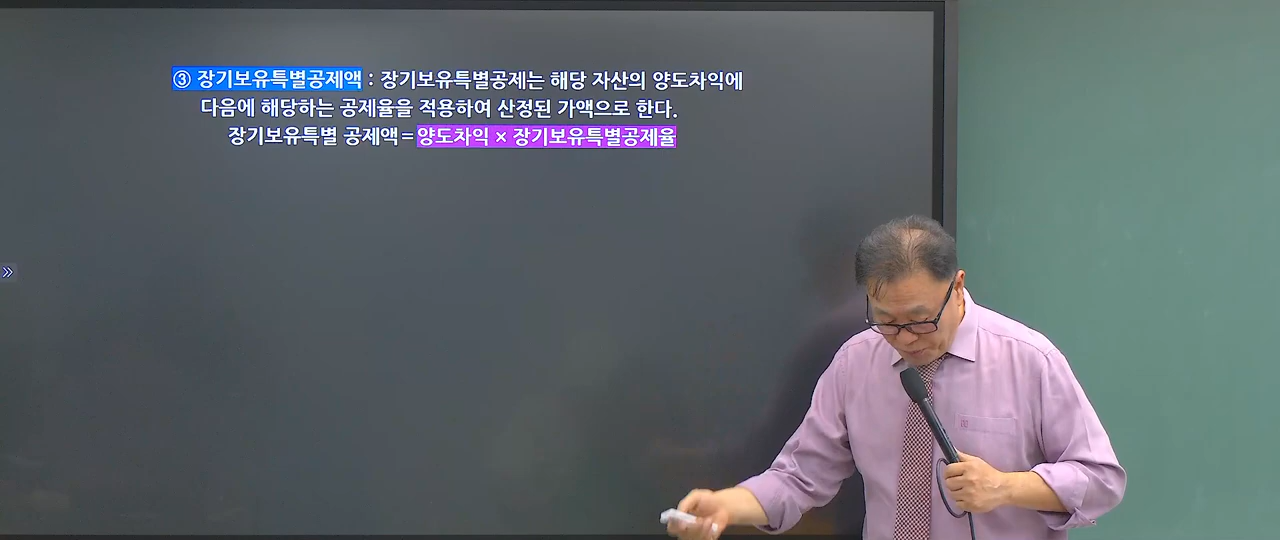 ③ 장기보유특별공제액 : 장기보유특별공제는 해당 자산의 양도차익에
다음에 해당하는 공제율을 적용하여 산정된 가액으로 한다.
장기보유특별 공제액=양도차익 × 장기보유특별공제율